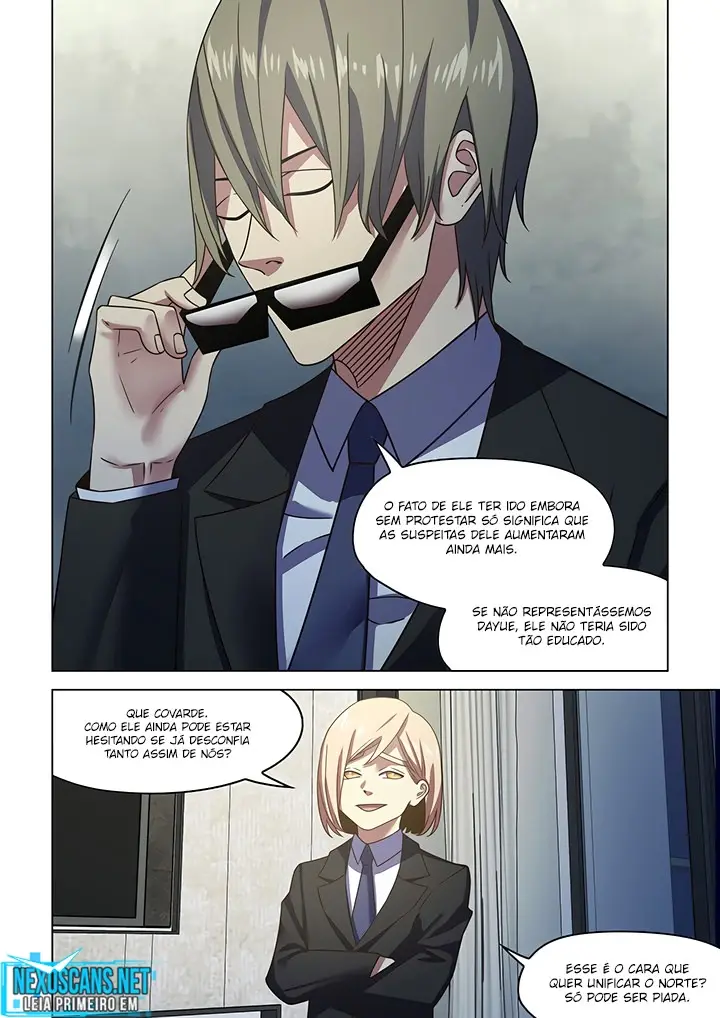 O FATO DE ELE TER IDO EMBORA
SEM PROTESTAR SÓ SIGNIFICA QUE
AS SUSPEITAS DELE AUMENTARAM
AINDA MAIS.
SE NÃO REPRESENTÁSSEMOS
DAYUE, ELE NÃO TERIA SIDO
TÃO EDUCADO.
QUE COVARDE.
COMO ELE AINDA PODE ESTAR
HESITANDO SE JÁ DESCONFIA
TANTO ASSIM DE NÓS?
ESSE É O CARA QUE
QUER UNIFICAR O NORTE?
SÓ PODE SER PIADA.
NEXOSCANS.NET
LEIA PRIMEIRO EM